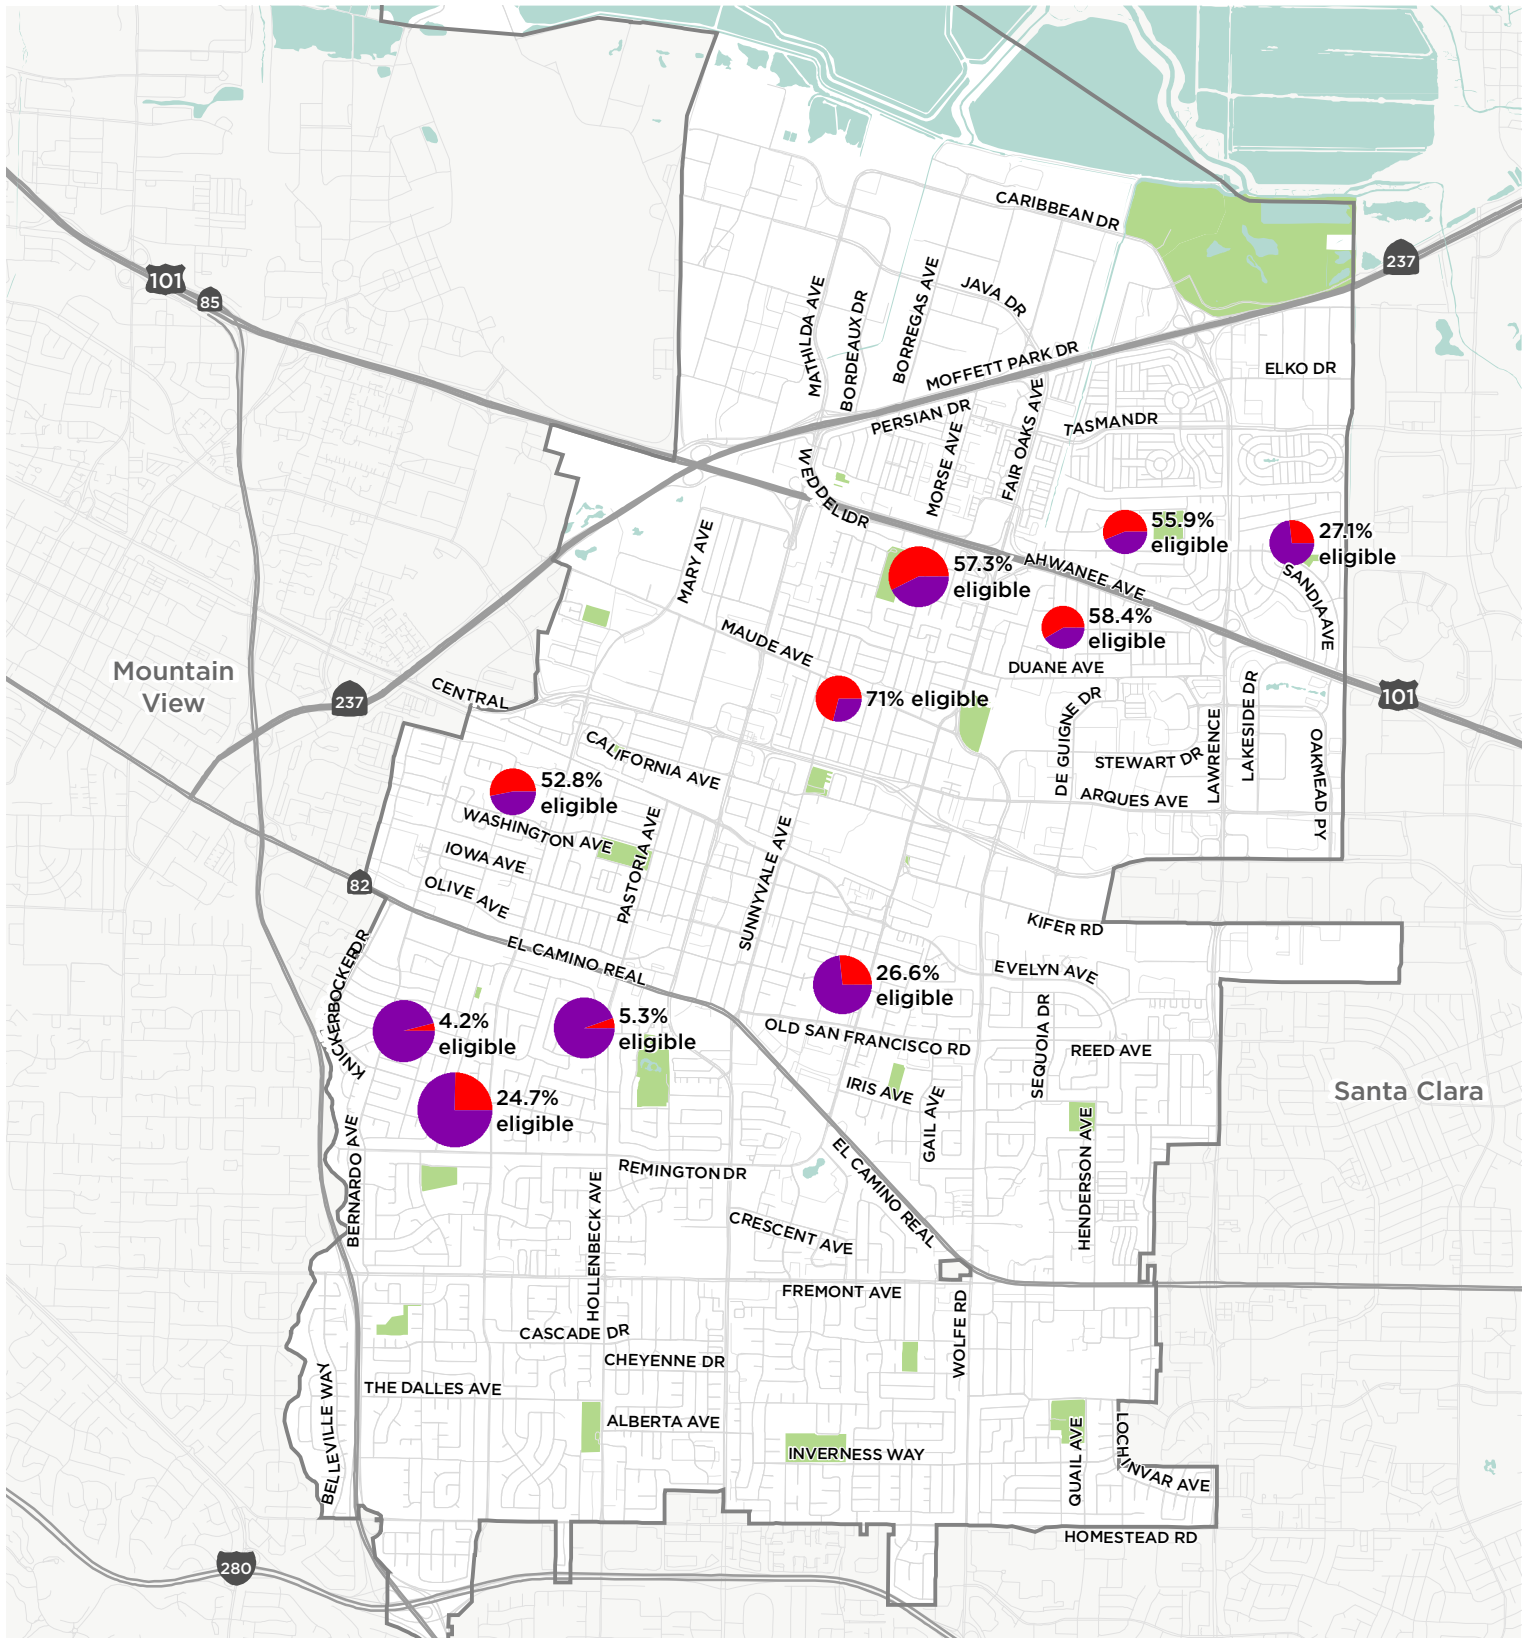 CARIBBEAN DR
237
101
85
JAVA DR
MATHILDA AVE
BORDEAUX DR
BORREGAS AVE
MOFFETT PARK DR
ELKO DR
PERSIAN DR
FAIR OAKS AVE
TASMAN DR
MORSE AVE
WEDDELL DR
MARY AVE
55.9%
eligible
27.1%
eligible
57.3%
eligible
AHWANEE AVE
SANDIA AVE
58.4%
eligible
MAUDE AVE
DUANE AVE
Mountain
View
237
CENTRAL
71% eligible
101
DE GUIGNE DR
LAKESIDE DR
LAWRENCE
OAKMEAD PY
CALIFORNIA AVE
STEWART DR
ARQUES AVE
52.8%
eligible
WASHINGTON AVE
IOWA AVE
PASTORIA AVE
SUNNYVALE AVE
82
OLIVE AVE
KIFER RD
EL CAMINO REAL
KNICKERBOCKER DR
26.6%
eligible
EVELYN AVE
4.2%
eligible
5.3%
eligible
OLD SAN FRANCISCO RD
SEQUOIA DR
REED AVE
24.7%
eligible
IRIS AVE
GAIL AVE
Santa Clara
HENDERSON AVE
BERNARDO AVE
REMINGTON DR
EL CAMINO REAL
HOLLENBECK AVE
CRESCENT AVE
FREMONT AVE
WOLFE RD
CASCADE DR
CHEYENNE DR
THE DALLES AVE
BELLEVILLE WAY
ALBERTA AVE
INVERNESS WAY
QUAIL AVE
LOCHINVAR AVE
HOMESTEAD RD
280